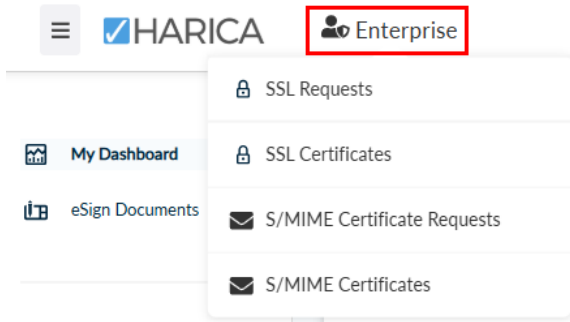 HARICA
Enterprise
SSL Requests
My Dashboard
SSL Certificates
eSign Documents
S/MIME Certificate Requests
S/MIME Certificates